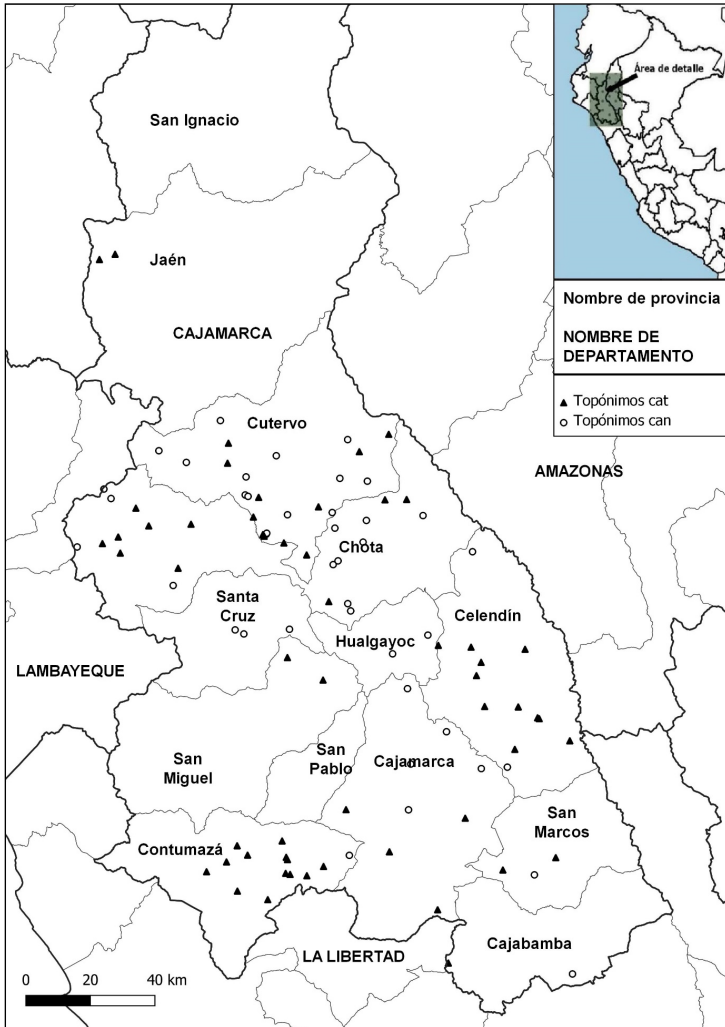 Área de detalle
San Ignacio
Jaén
CAJAMARCA
Nombre de provincia
NOMBRE DE
DEPARTAMENTO
Topónimos cat
Topónimos can
Cutervo
AMAZONAS
Chota
Santa
Cruz
Celendín
Hualgayoc
LAMBAYEQUE
San
Miguel
San
Pablo
Cajamarca
San
Marcos
Contumazá
Cajabamba
LA LIBERTAD
0 20 40 km